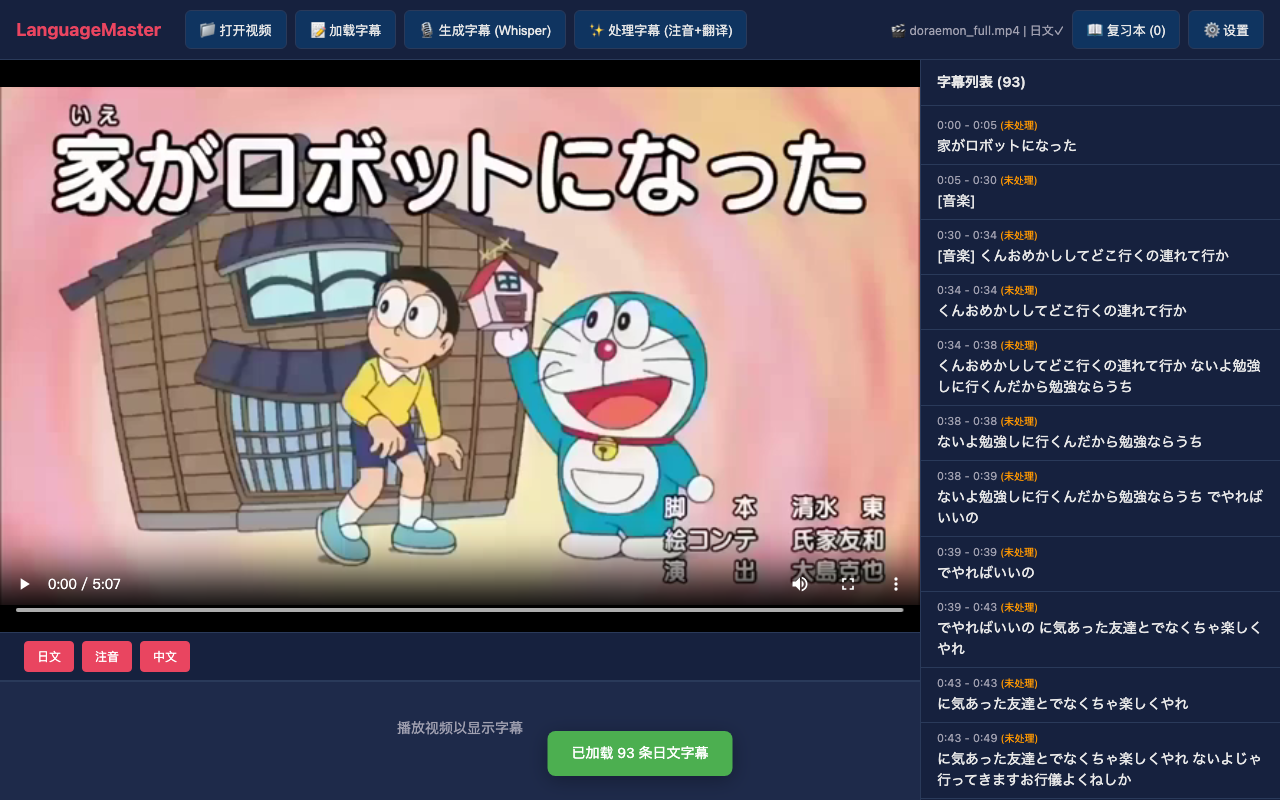 LanguageMaster
📁 打开视频
📝 加载字幕
🎙️ 生成字幕 (Whisper)
✨ 处理字幕 (注音+翻译)
🎬 doraemon_full.mp4 | 日文✓
📖 复习本 (0)
⚙️ 设置
いえ
家がロボットになった
脚 本 清水 東
絵コンテ 氏家友和
演 出 大島克也
0:00 / 5:07
日文
注音
中文
播放视频以显示字幕
已加载 93 条日文字幕
字幕列表 (93)
0:00 - 0:05 (未处理)
家がロボットになった
0:05 - 0:30 (未处理)
[音楽]
0:30 - 0:34 (未处理)
[音楽] くんおめかししてどこ行くの連れて行か
0:34 - 0:34 (未处理)
くんおめかししてどこ行くの連れて行か
0:34 - 0:38 (未处理)
くんおめかししてどこ行くの連れて行か ないよ勉強
しに行くんだから勉強ならうち
0:38 - 0:38 (未处理)
ないよ勉強しに行くんだから勉強ならうち
0:38 - 0:39 (未处理)
ないよ勉強しに行くんだから勉強ならうち でやれば
いいの
0:39 - 0:39 (未处理)
でやればいいの
0:39 - 0:43 (未处理)
でやればいいの に気あった友達とでなくちゃ楽しく
やれ
0:43 - 0:43 (未处理)
に気あった友達とでなくちゃ楽しくやれ
0:43 - 0:49 (未处理)
に気あった友達とでなくちゃ楽しくやれ ないよじゃ
行ってきますお行儀よくねしか